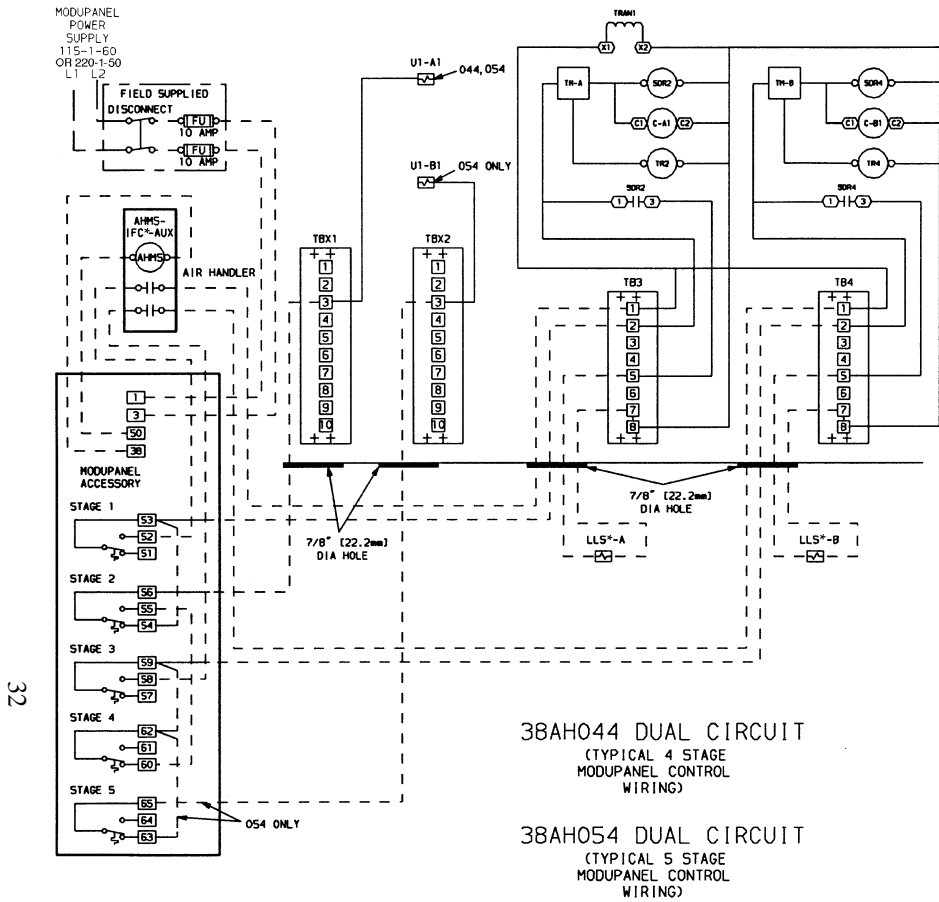 MODUPANEL
POWER
SUPPLY
115-1-60
OR 220-1-50
L1 L2
FIELD SUPPLIED
DISCONNECT
FU
10 AMP
FU
10 AMP
AHMS-
IFC*-AUX
AHMS
AIR HANDLER
U1-A1
044,054
U1-B1
054 ONLY
TRAN1
X1
X2
TM-A
SDR2
C1
C-A1
C2
TR2
SDR2
1
3
TM-B
SDR4
C1
C-B1
C2
TR4
SDR4
1
3
TBX1
1
2
3
4
5
6
7
8
9
10
TBX2
1
2
3
4
5
6
7
8
9
10
TB3
1
2
3
4
5
6
7
8
TB4
1
2
3
4
5
6
7
8
1
3
50
38
MODUPANEL
ACCESSORY
STAGE 1
53
52
51
STAGE 2
56
55
54
STAGE 3
59
58
57
STAGE 4
62
61
60
STAGE 5
65
64
63
054 ONLY
7/8" [22.2mm]
DIA HOLE
7/8" [22.2mm]
DIA HOLE
LLS*-A
LLS*-B
38AH044 DUAL CIRCUIT
(TYPICAL 4 STAGE
MODUPANEL CONTROL
WIRING)
38AH054 DUAL CIRCUIT
(TYPICAL 5 STAGE
MODUPANEL CONTROL
WIRING)
32